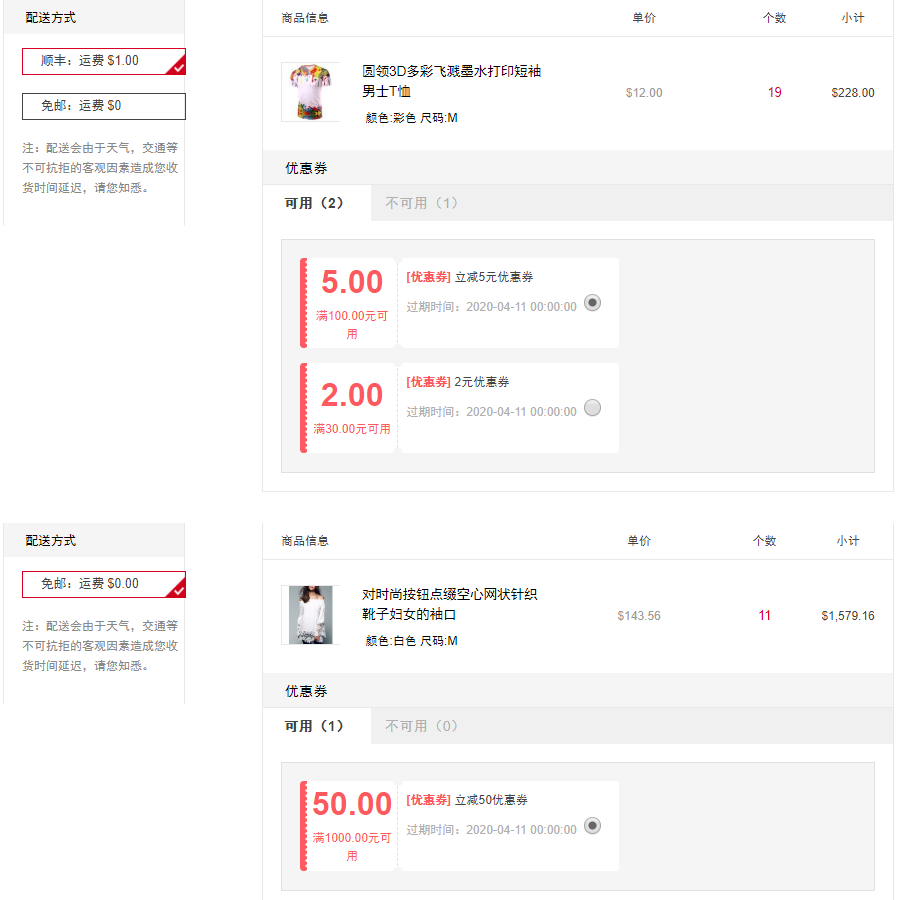 配送方式
顺丰：运费 $1.00
免邮：运费 $0
注：配送会由于天气，交通等
不可抗拒的客观因素造成您收
货时间延迟，请您知悉。
商品信息 单价 个数 小计
圆领3D多彩飞溅墨水打印短袖
男士T恤
颜色:彩色 尺码:M
$12.00 19 $228.00
优惠券
可用（2） 不可用（1）
5.00
满100.00元可
用
[优惠券] 立减5元优惠券
过期时间：2020-04-11 00:00:00
2.00
满30.00元可用
[优惠券] 2元优惠券
过期时间：2020-04-11 00:00:00
配送方式
免邮：运费 $0.00
注：配送会由于天气，交通等
不可抗拒的客观因素造成您收
货时间延迟，请您知悉。
商品信息 单价 个数 小计
对时尚按钮点缀空心网状针织
靴子妇女的袖口
颜色:白色 尺码:M
$143.56 11 $1,579.16
优惠券
可用（1） 不可用（0）
50.00
满1000.00元可
用
[优惠券] 立减50优惠券
过期时间：2020-04-11 00:00:00